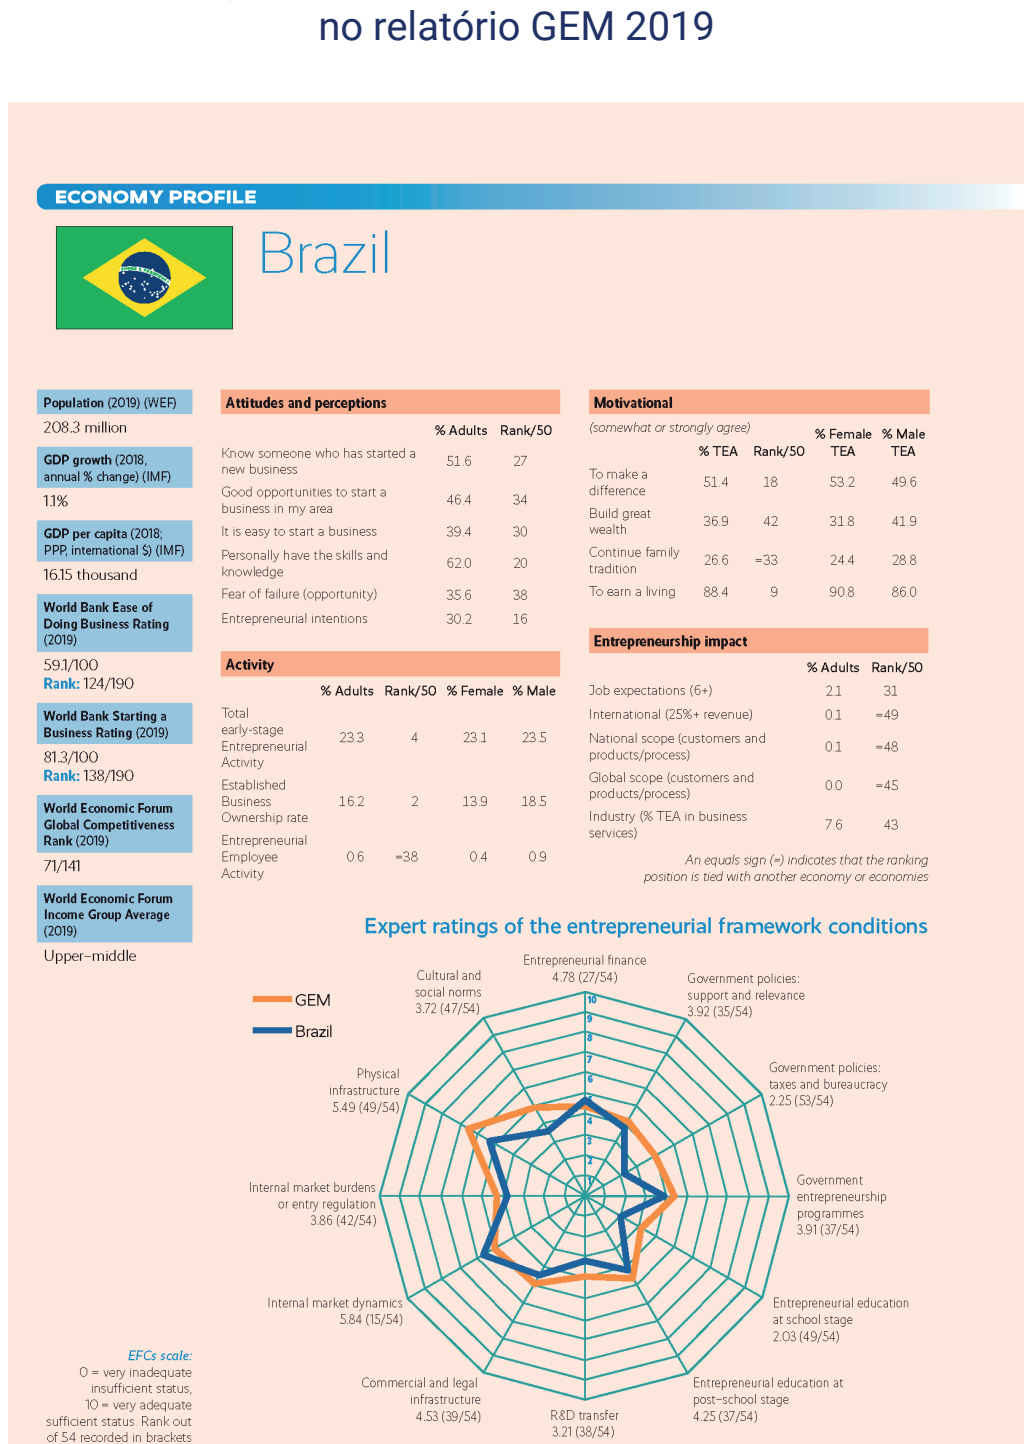 no relatório GEM 2019
ECONOMY PROFILE
Brazil
Population (2019) (WEF)
208.3 million
GDP growth (2018,
annual % change) (IMF)
1.1%
GDP per capita (2018;
PPP, international $) (IMF)
16.15 thousand
World Bank Ease of
Doing Business Rating
(2019)
59.1/100
Rank: 124/190
World Bank Starting a
Business Rating (2019)
81.3/100
Rank: 138/190
World Economic Forum
Global Competitiveness
Rank (2019)
71/141
World Economic Forum
Income Group Average
(2019)
Upper–middle
Attitudes and perceptions
% Adults Rank/50
Know someone who has started a
new business 51.6 27
Good opportunities to start a
business in my area 46.4 34
It is easy to start a business 39.4 30
Personally have the skills and
knowledge 62.0 20
Fear of failure (opportunity) 35.6 38
Entrepreneurial intentions 30.2 16
Activity
% Adults Rank/50 % Female % Male
Total
early-stage
Entrepreneurial 23.3 4 23.1 23.5
Activity
Established
Business 16.2 2 13.9 18.5
Ownership rate
Entrepreneurial
Employee 0.6 =38 0.4 0.9
Activity
Motivational
(somewhat or strongly agree)
% TEA Rank/50 % Female TEA % Male TEA
To make a
difference 51.4 18 53.2 49.6
Build great
wealth 36.9 42 31.8 41.9
Continue family
tradition 26.6 =33 24.4 28.8
To earn a living 88.4 9 90.8 86.0
Entrepreneurship impact
% Adults Rank/50
Job expectations (6+) 2.1 31
International (25%+ revenue) 0.1 =49
National scope (customers and
products/process) 0.1 =48
Global scope (customers and
products/process) 0.0 =45
Industry (% TEA in business
services) 7.6 43
An equals sign (=) indicates that the ranking
position is tied with another economy or economies
Expert ratings of the entrepreneurial framework conditions
GEM
Brazil
Entrepreneurial finance
4.78 (27/54)
Government policies:
support and relevance
3.92 (35/54)
Government policies:
taxes and bureaucracy
2.25 (53/54)
Government
entrepreneurship
programmes
3.91 (37/54)
Entrepreneurial education
at school stage
2.03 (49/54)
Entrepreneurial education at
post–school stage
4.25 (37/54)
R&D transfer
3.21 (38/54)
Commercial and legal
infrastructure
4.53 (39/54)
Internal market dynamics
5.84 (15/54)
Internal market burdens
or entry regulation
3.86 (42/54)
Physical
infrastructure
5.49 (49/54)
Cultural and
social norms
3.72 (47/54)
10
9
8
7
6
5
4
3
2
1
EFCs scale:
0 = very inadequate
insufficient status,
10 = very adequate
sufficient status. Rank out
of 54 recorded in brackets